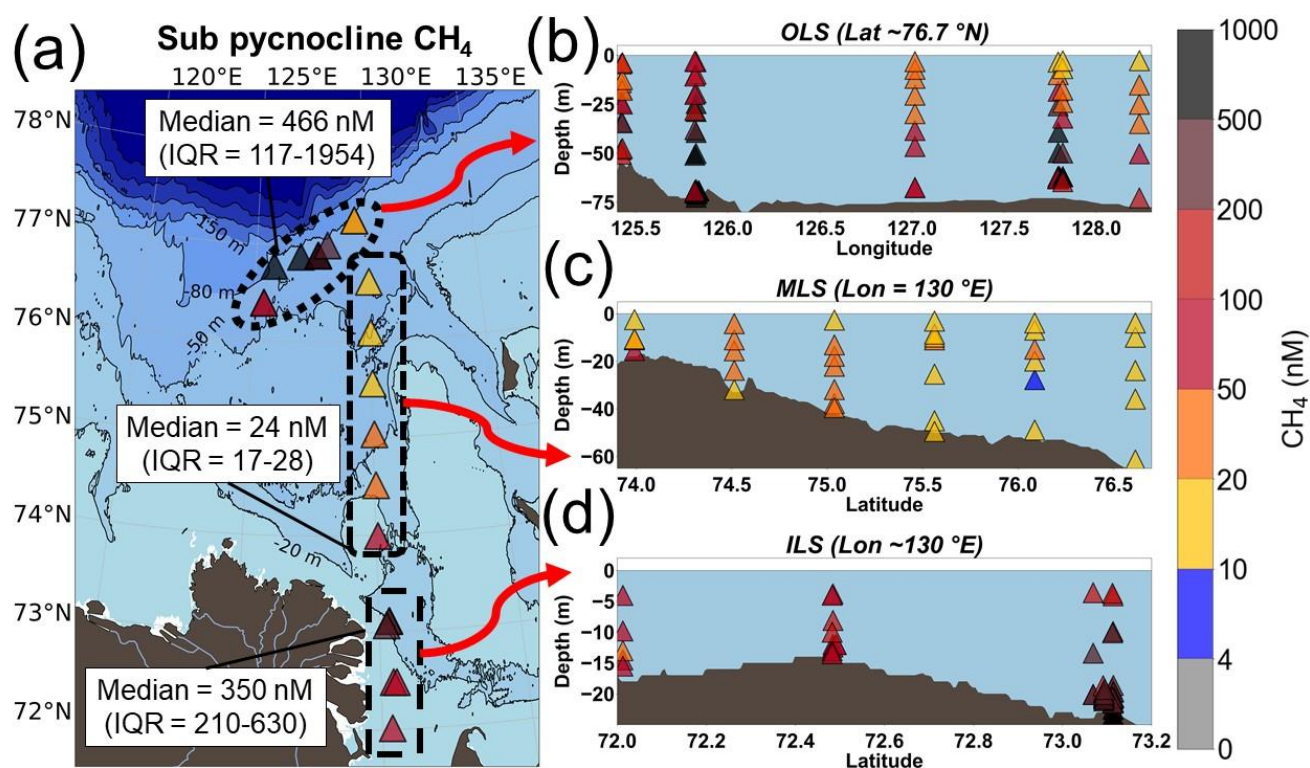 (a)
Sub pycnocline CH₄
120°E 125°E 130°E 135°E
78°N
77°N
76°N
75°N
74°N
73°N
72°N
Median = 466 nM
(IQR = 117-1954)
-150 m
-80 m
-50 m
Median = 24 nM
(IQR = 17-28)
-20 m
Median = 350 nM
(IQR = 210-630)
(b)
OLS (Lat ~76.7 °N)
Depth (m)
0
−25
−50
−75
125.5 126.0 126.5 127.0 127.5 128.0
Longitude
(c)
MLS (Lon = 130 °E)
Depth (m)
0
−20
−40
−60
74.0 74.5 75.0 75.5 76.0 76.5
Latitude
(d)
ILS (Lon ~130 °E)
Depth (m)
0
−5
−10
−15
−20
72.0 72.2 72.4 72.6 72.8 73.0 73.2
Latitude
1000
500
200
100
50
20
10
4
0
CH₄ (nM)